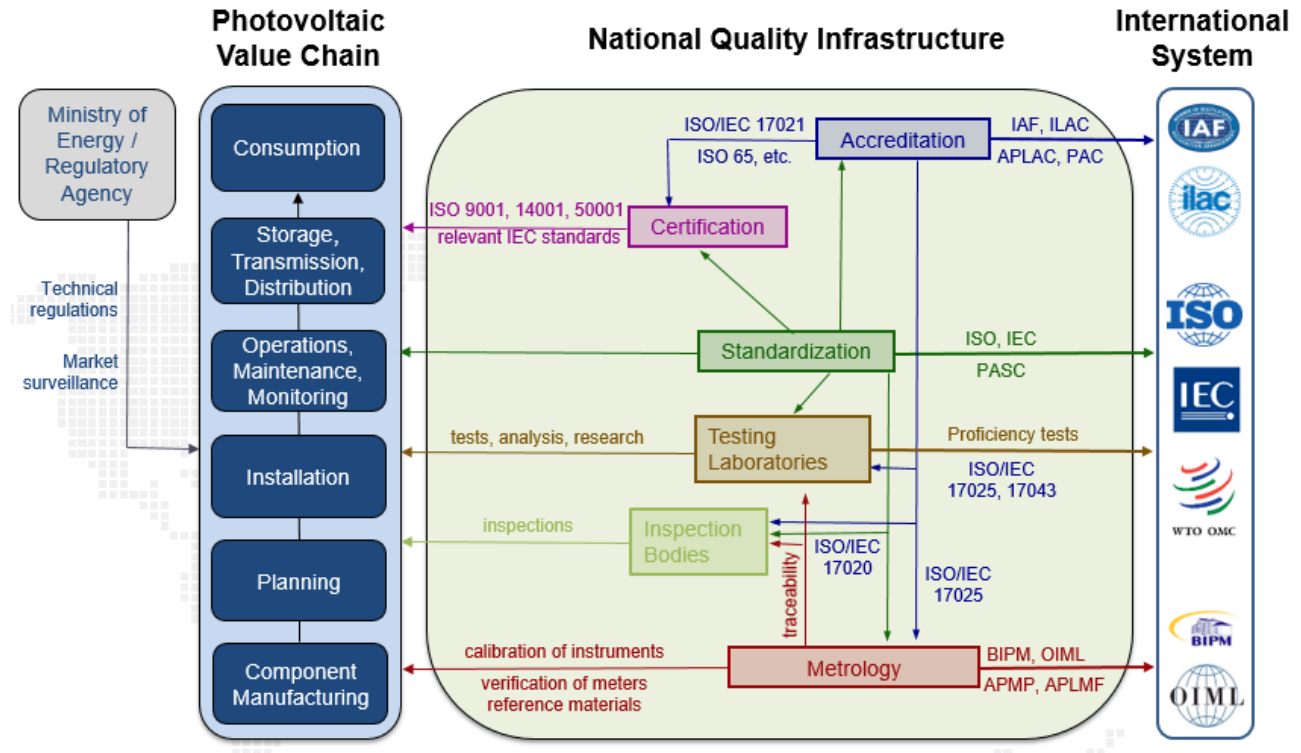 Photovoltaic
Value Chain
National Quality Infrastructure
International
System
Ministry of
Energy /
Regulatory
Agency
Technical
regulations
Market
surveillance
Consumption
Storage,
Transmission,
Distribution
Operations,
Maintenance,
Monitoring
Installation
Planning
Component
Manufacturing
ISO/IEC 17021
ISO 65, etc.
Accreditation
IAF, ILAC
APLAC, PAC
ISO 9001, 14001, 50001
relevant IEC standards
Certification
Standardization
ISO, IEC
PASC
tests, analysis, research
Testing
Laboratories
Proficiency tests
ISO/IEC
17025, 17043
inspections
Inspection
Bodies
ISO/IEC
17020
ISO/IEC
17025
traceability
calibration of instruments
verification of meters
reference materials
Metrology
BIPM, OIML
APMP, APLMF
IAF
ilac
ISO
IEC
WTO OMC
BIPM
OIML